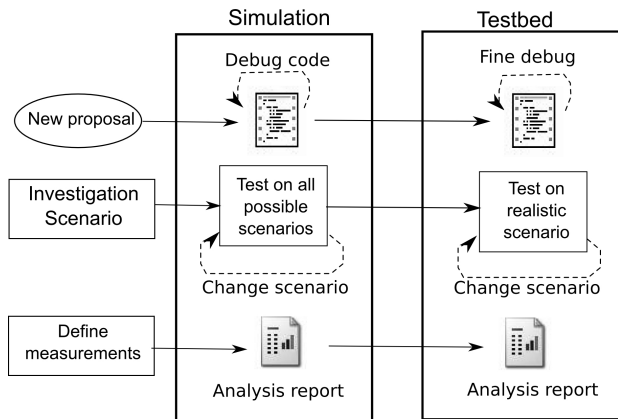 Simulation
Testbed
Debug code
Fine debug
New proposal
Investigation
Scenario
Test on all
possible
scenarios
Test on
realistic
scenario
Change scenario
Change scenario
Define
measurements
Analysis report
Analysis report